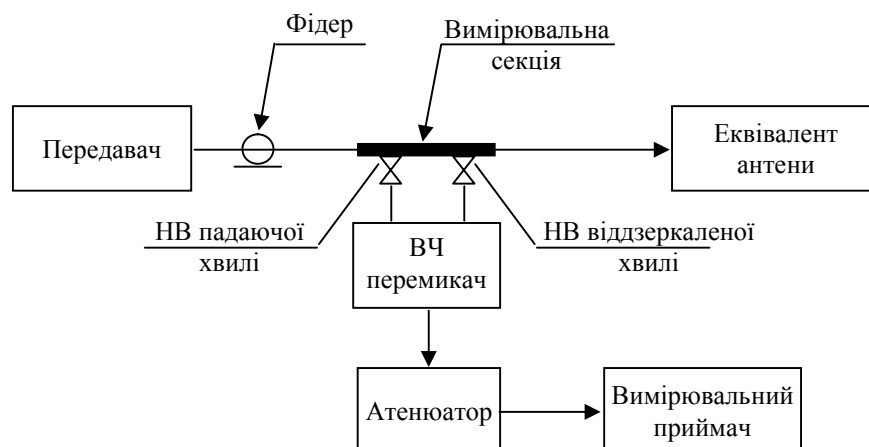 Фідер
Вимірювальна
секція
Передавач
Еквівалент
антени
НВ падаючої
хвилі
ВЧ
перемикач
НВ віддзеркаленої
хвилі
Атенюатор
Вимірювальний
приймач